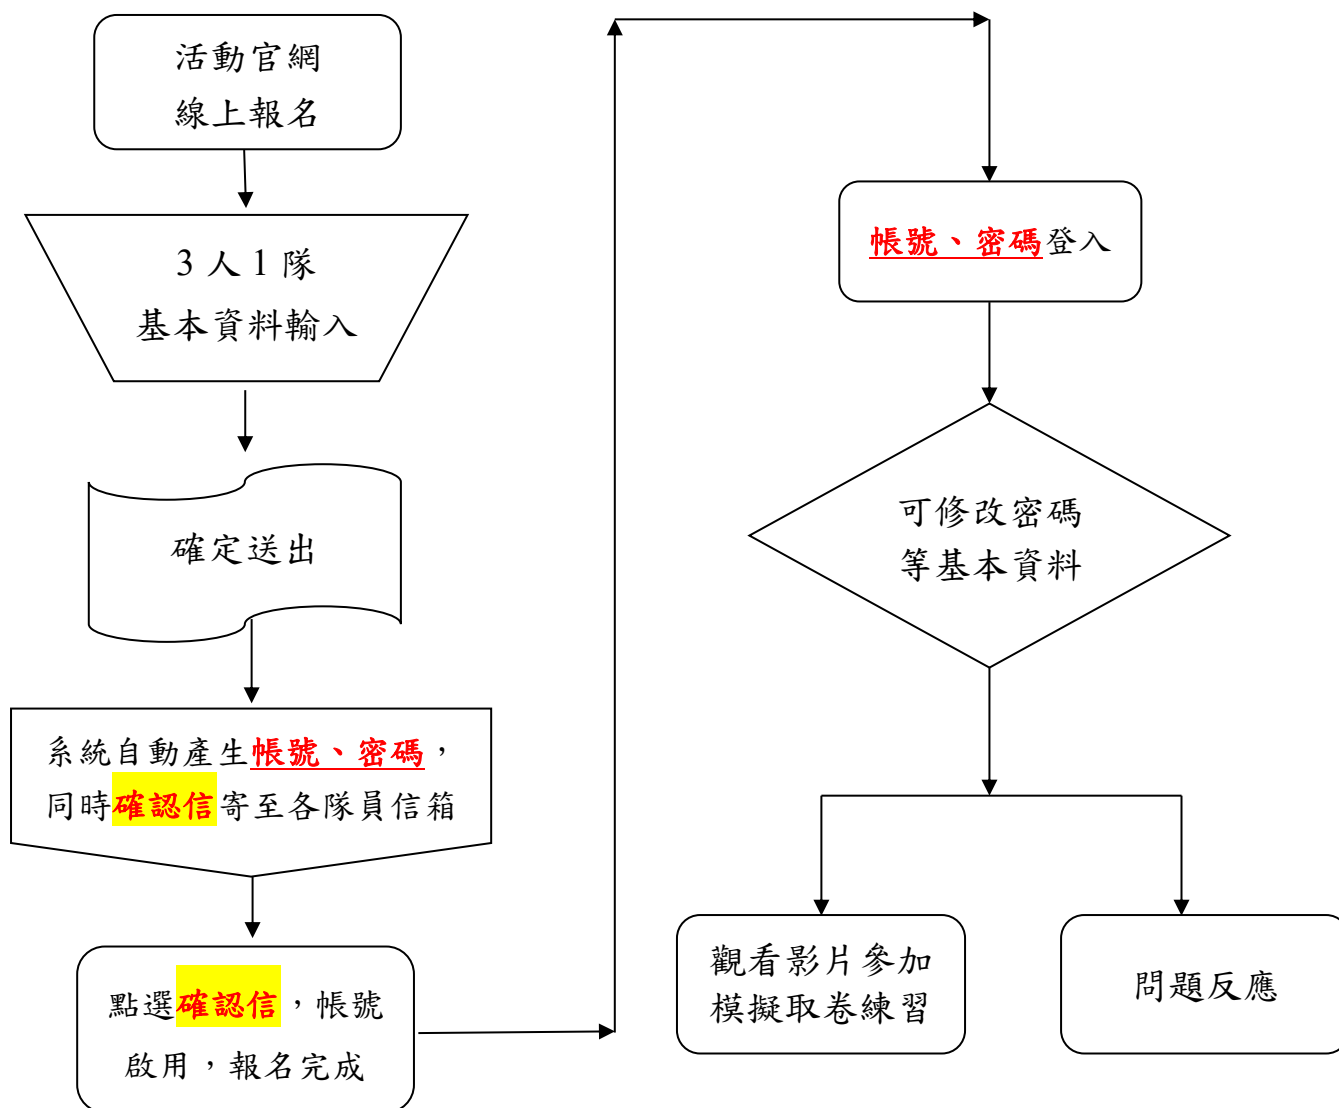 活動官網
線上報名
3 人 1 隊
基本資料輸入
確定送出
系統自動產生帳號、密碼，
同時確認信寄至各隊員信箱
點選確認信，帳號
啟用，報名完成
帳號、密碼登入
可修改密碼
等基本資料
觀看影片參加
模擬取卷練習
問題反應